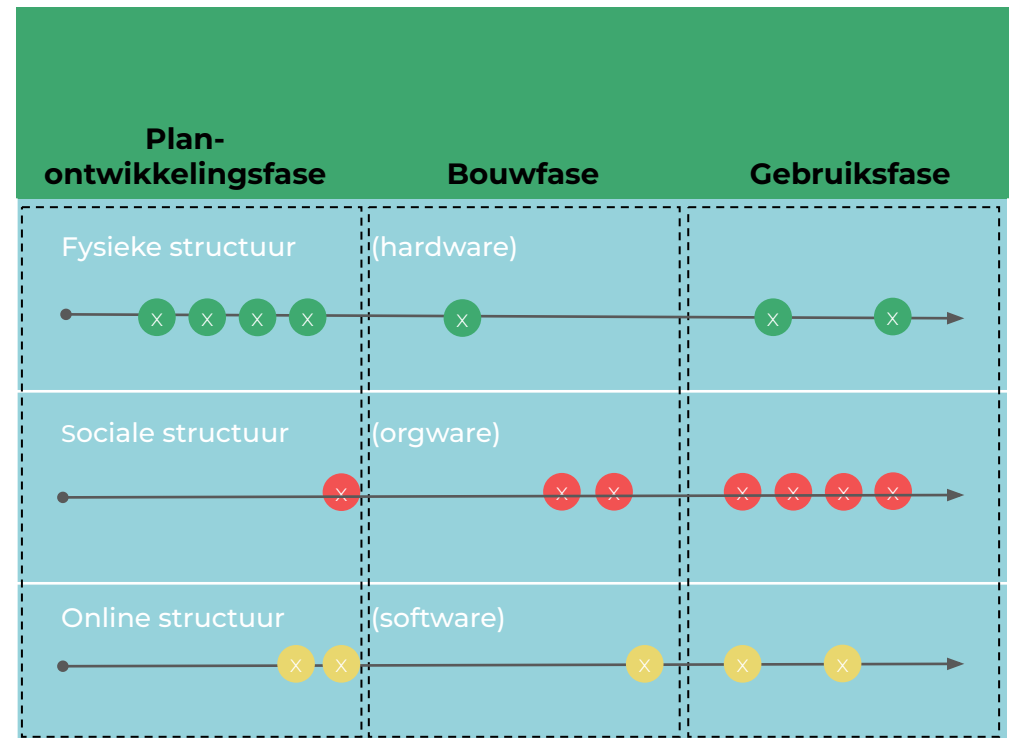 Plan-
ontwikkelingsfase Bouwfase Gebruiksfase
Fysieke structuur (hardware)
X X X X X X X
Sociale structuur (orgware)
X X X X X X X
Online structuur (software)
X X X X X